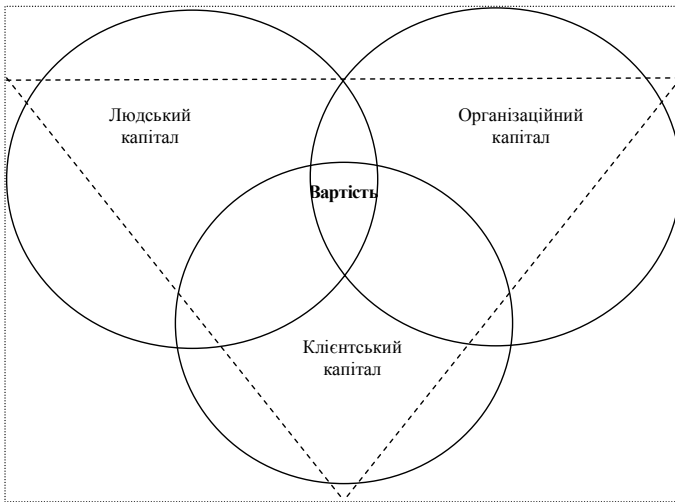 Людський
капітал
Організаційний
капітал
Вартість
Клієнтський
капітал